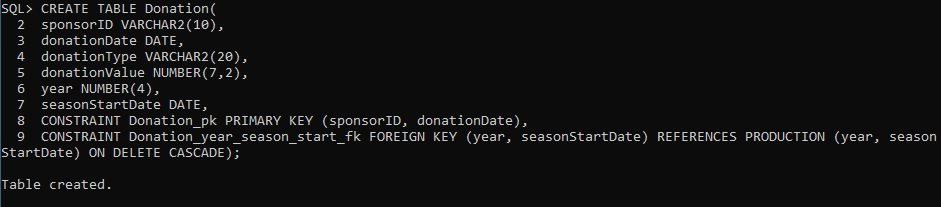 SQL> CREATE TABLE Donation(
  2  sponsorID VARCHAR2(10),
  3  donationDate DATE,
  4  donationType VARCHAR2(20),
  5  donationValue NUMBER(7,2),
  6  year NUMBER(4),
  7  seasonStartDate DATE,
  8  CONSTRAINT Donation_pk PRIMARY KEY (sponsorID, donationDate),
  9  CONSTRAINT Donation_year_season_start_fk FOREIGN KEY (year, seasonStartDate) REFERENCES PRODUCTION (year, season
StartDate) ON DELETE CASCADE);
Table created.